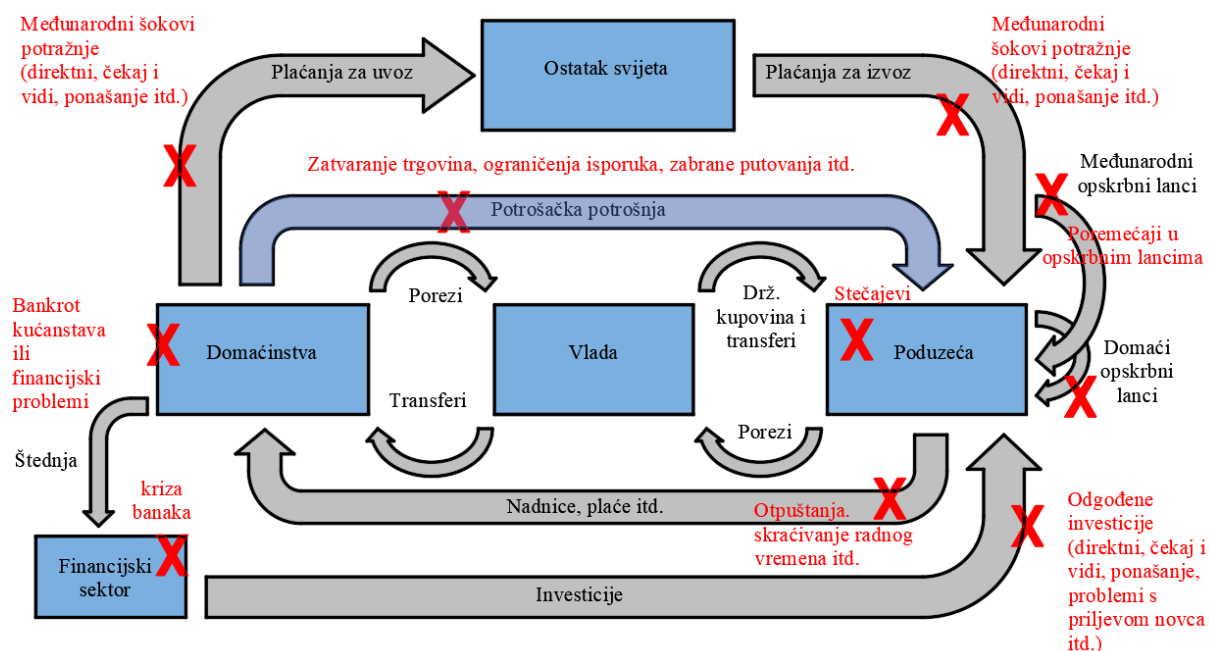 Međunarodni šokovi
potražnje
(direktni, čekaj i
vidi, ponašanje itd.)
Plaćanja za uvoz
Ostatak svijeta
Plaćanja za izvoz
Međunarodni
šokovi potražnje
(direktni, čekaj i
vidi, ponašanje itd.)
X
X
Zatvaranje trgovina, ograničenja isporuka, zabrane putovanja itd.
X
Potrošačka potrošnja
Međunarodni
opskrbni lanci
X
Poremećaji u
opskrbnim lancima
Bankrot
kućanstava
ili
financijski
problemi
X
Domaćinstva
Porezi
Transferi
Vlada
Drž.
kupovina i
transferi
Porezi
Stečajevi
X
Poduzeća
Domaći
opskrbni
lanci
X
Štednja
kriza
banaka
X
Financijski
sektor
Nadnice, plaće itd.
X
Otpuštanja.
skraćivanje radnog
vremena itd.
Investicije
X
Odgođene
investicije
(direktni, čekaj i
vidi, ponašanje,
problemi s
priljevom novca
itd.)